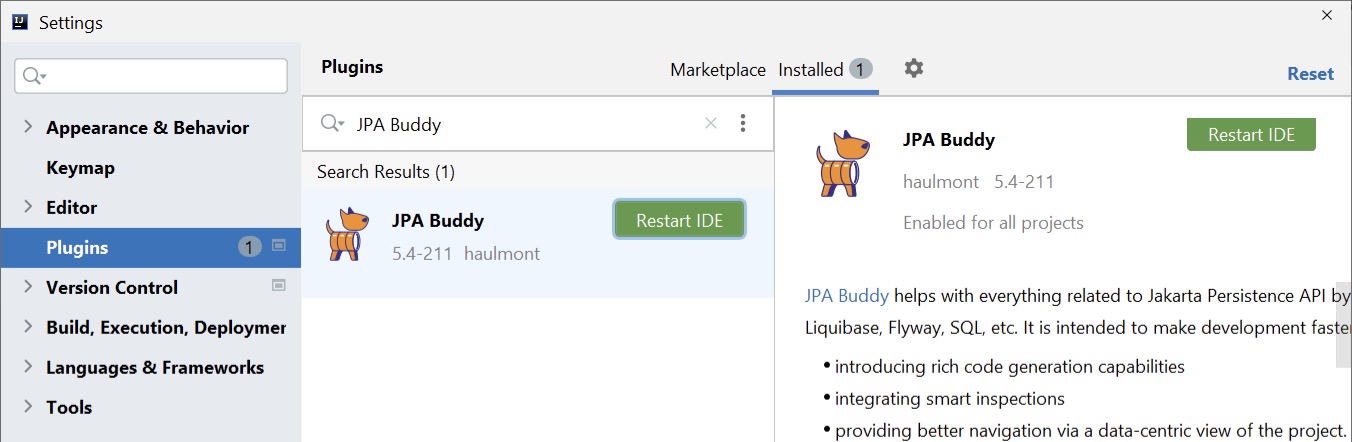 IJ
Settings
Plugins
Marketplace Installed 1
Reset
Appearance & Behavior
Keymap
Editor
Plugins 1
Version Control
Build, Execution, Deploymen
Languages & Frameworks
Tools
JPA Buddy
Search Results (1)
JPA Buddy
Restart IDE
5.4-211 haulmont
JPA Buddy
Restart IDE
haulmont 5.4-211
Enabled for all projects
JPA Buddy helps with everything related to Jakarta Persistence API by
Liquibase, Flyway, SQL, etc. It is intended to make development faste
• introducing rich code generation capabilities
• integrating smart inspections
• providing better navigation via a data-centric view of the project.